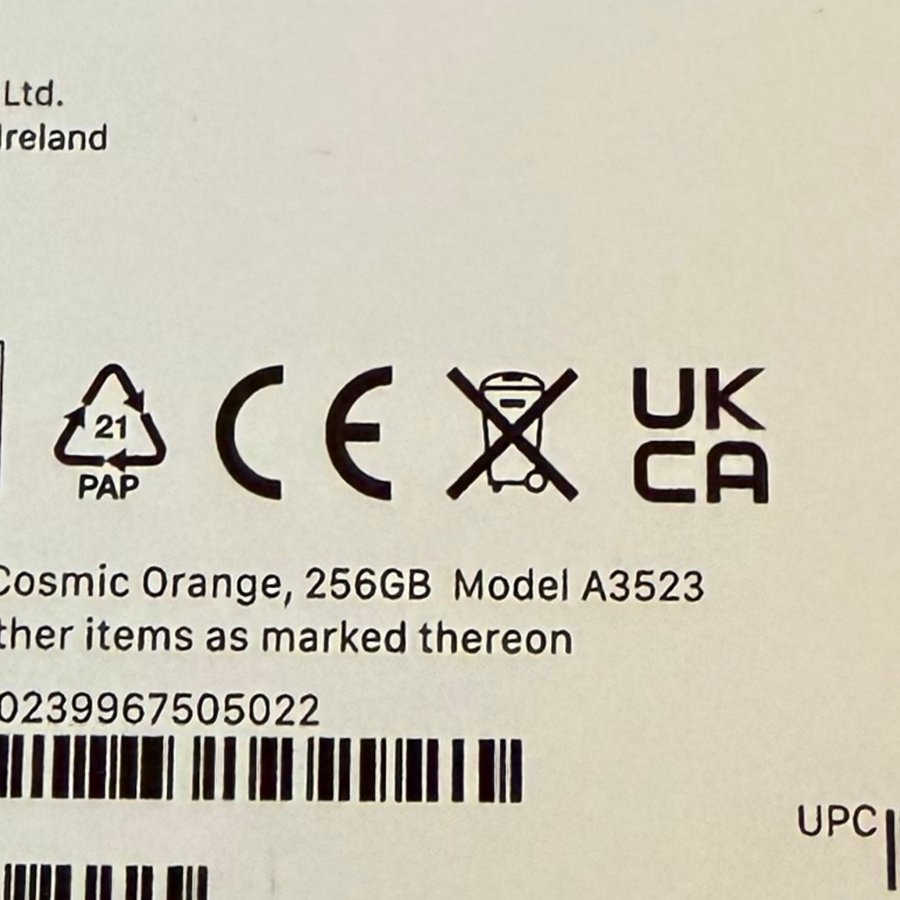 Ltd.
Ireland
21
PAP
CE
UK
CA
Cosmic Orange, 256GB Model A3523
ther items as marked thereon
0239967505022
UPC